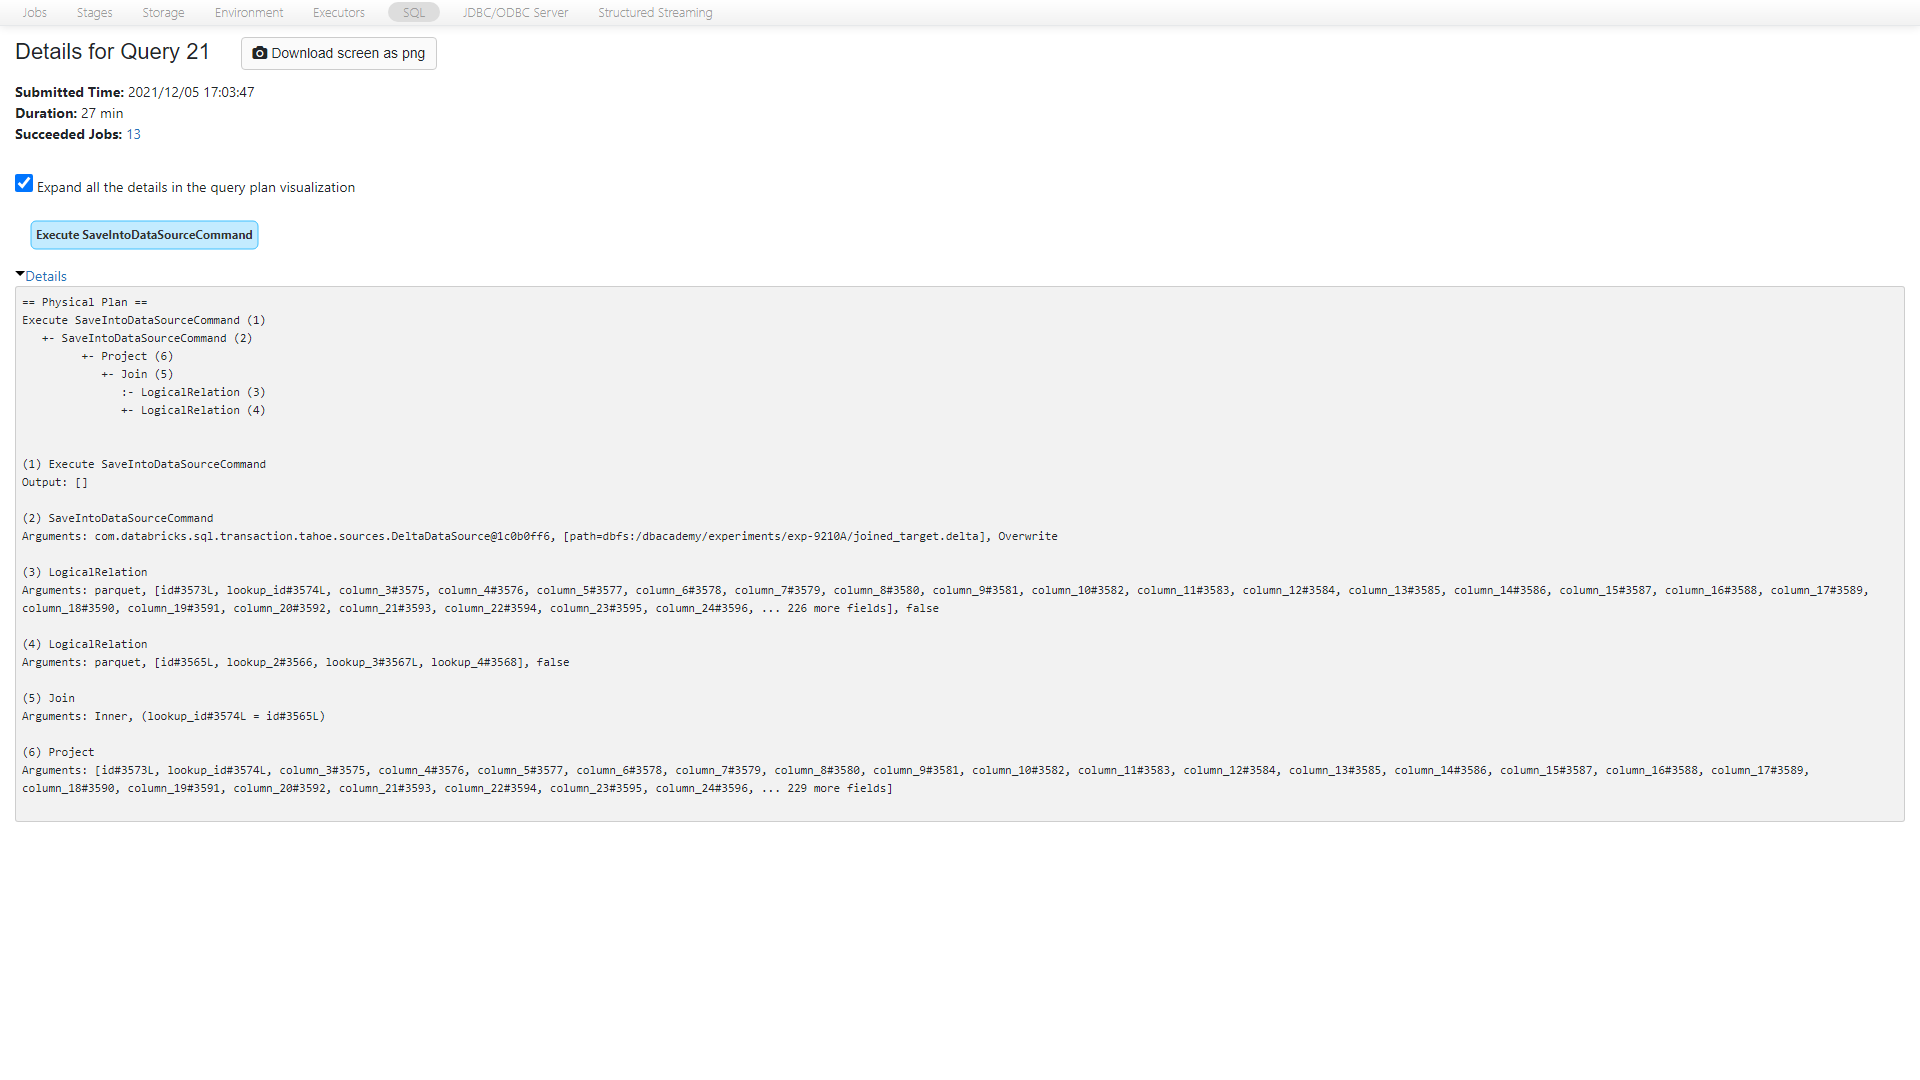 Jobs Stages Storage Environment Executors SQL JDBC/ODBC Server Structured Streaming
Details for Query 21 Download screen as png
Submitted Time: 2021/12/05 17:03:47
Duration: 27 min
Succeeded Jobs: 13
Expand all the details in the query plan visualization
Execute SaveIntoDataSourceCommand
Details
== Physical Plan ==
Execute SaveIntoDataSourceCommand (1)
+- SaveIntoDataSourceCommand (2)
+- Project (6)
+- Join (5)
:- LogicalRelation (3)
+- LogicalRelation (4)
(1) Execute SaveIntoDataSourceCommand
Output: []
(2) SaveIntoDataSourceCommand
Arguments: com.databricks.sql.transaction.tahoe.sources.DeltaDataSource@1c0b0ff6, [path=dbfs:/dbacademy/experiments/exp-9210A/joined_target.delta], Overwrite
(3) LogicalRelation
Arguments: parquet, [id#3573L, lookup_id#3574L, column_3#3575, column_4#3576, column_5#3577, column_6#3578, column_7#3579, column_8#3580, column_9#3581, column_10#3582, column_11#3583, column_12#3584, column_13#3585, column_14#3586, column_15#3587, column_16#3588, column_17#3589,
column_18#3590, column_19#3591, column_20#3592, column_21#3593, column_22#3594, column_23#3595, column_24#3596, ... 226 more fields], false
(4) LogicalRelation
Arguments: parquet, [id#3565L, lookup_2#3566, lookup_3#3567L, lookup_4#3568], false
(5) Join
Arguments: Inner, (lookup_id#3574L = id#3565L)
(6) Project
Arguments: [id#3573L, lookup_id#3574L, column_3#3575, column_4#3576, column_5#3577, column_6#3578, column_7#3579, column_8#3580, column_9#3581, column_10#3582, column_11#3583, column_12#3584, column_13#3585, column_14#3586, column_15#3587, column_16#3588, column_17#3589,
column_18#3590, column_19#3591, column_20#3592, column_21#3593, column_22#3594, column_23#3595, column_24#3596, ... 229 more fields]